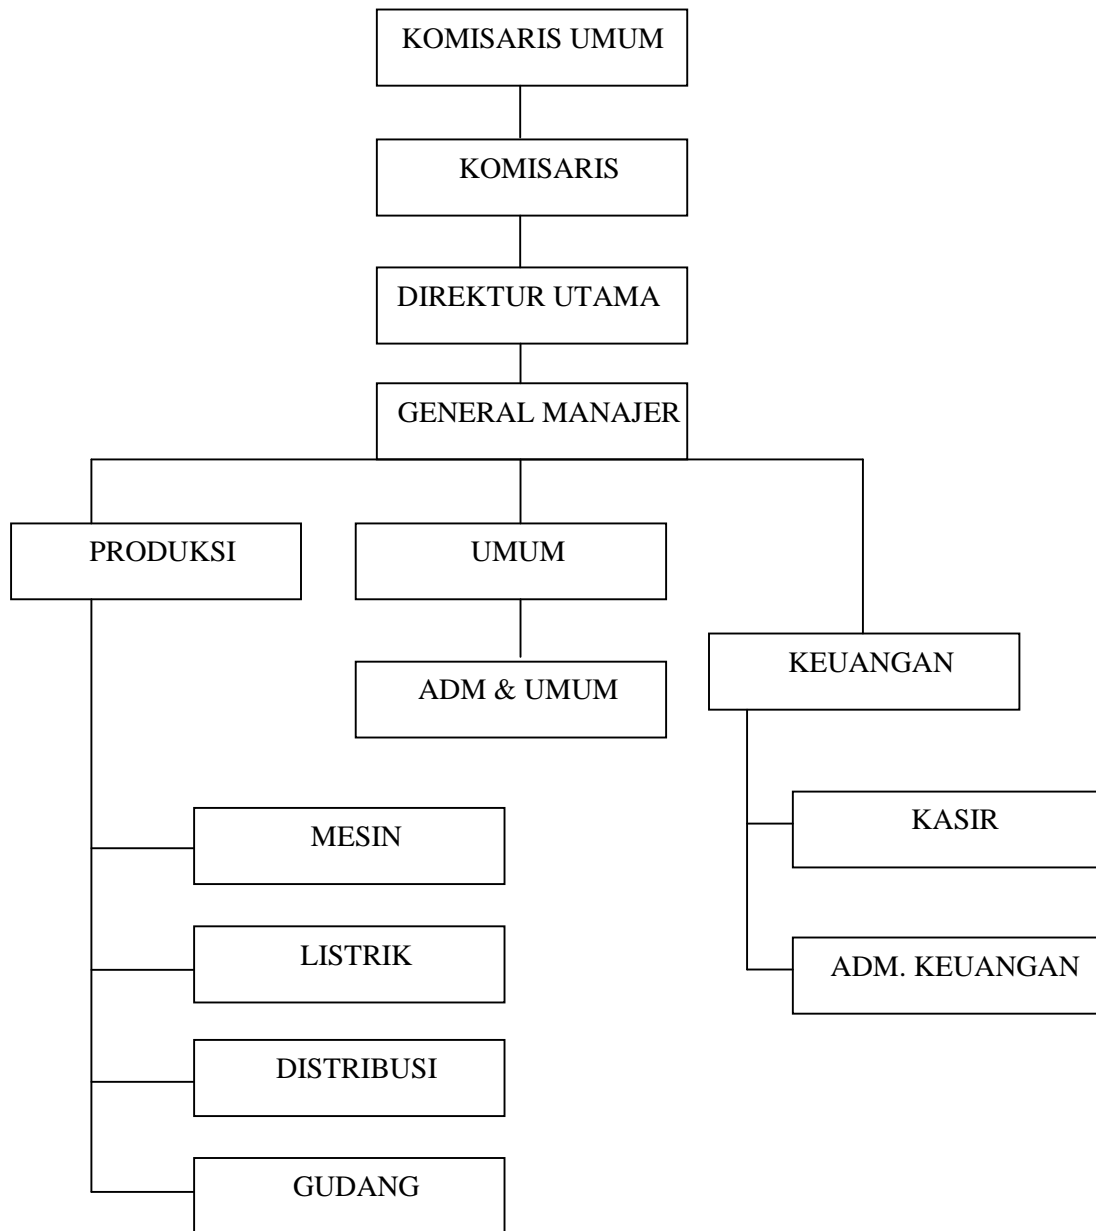 KOMISARIS UMUM
KOMISARIS
DIREKTUR UTAMA
GENERAL MANAJER
PRODUKSI
UMUM
KEUANGAN
ADM & UMUM
KASIR
MESIN
LISTRIK
ADM. KEUANGAN
DISTRIBUSI
GUDANG